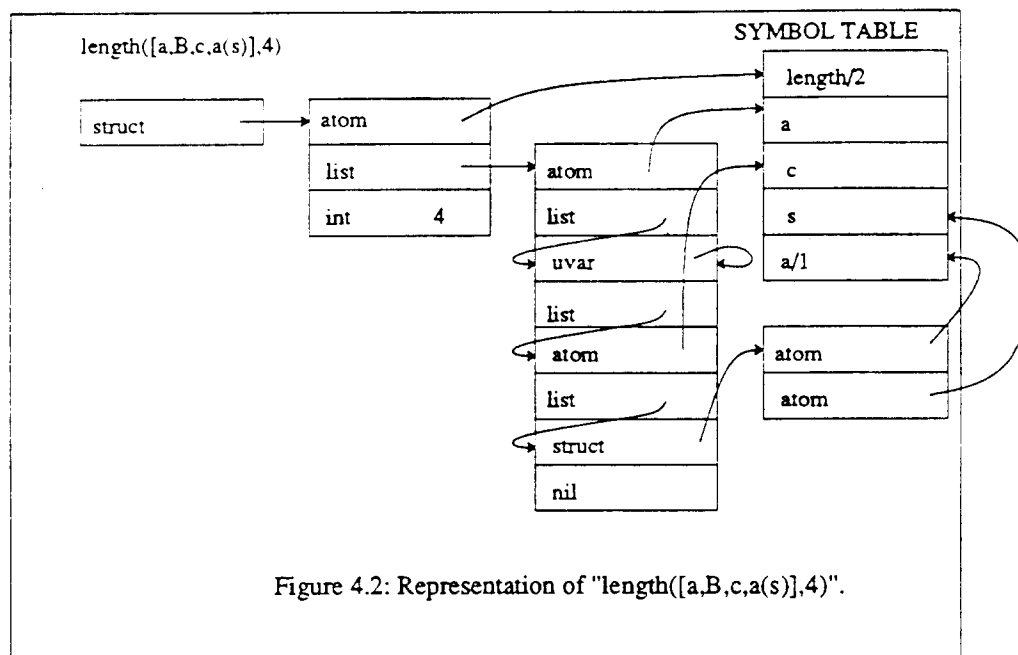 length([a,B,c,a(s)],4)
SYMBOL TABLE
struct
atom
list
int 4
atom
list
uvar
list
atom
list
struct
nil
length/2
a
c
s
a/1
atom
atom
Figure 4.2: Representation of "length([a,B,c,a(s)],4)".